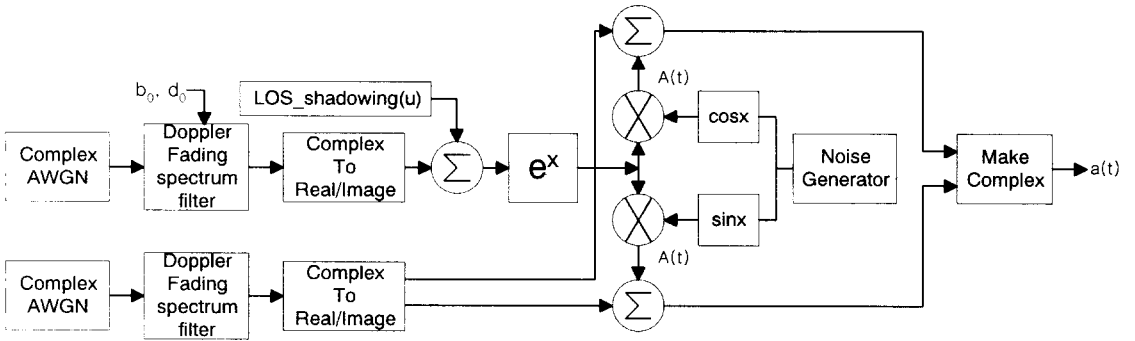 Σ
A(t)
b₀, d₀
LOS_shadowing(u)
Complex
AWGN
Doppler
Fading
spectrum
filter
Complex
To
Real/Image
Σ
eˣ
cosx
sinx
Noise
Generator
Make
Complex
a(t)
A(t)
Complex
AWGN
Doppler
Fading
spectrum
filter
Complex
To
Real/Image
Σ